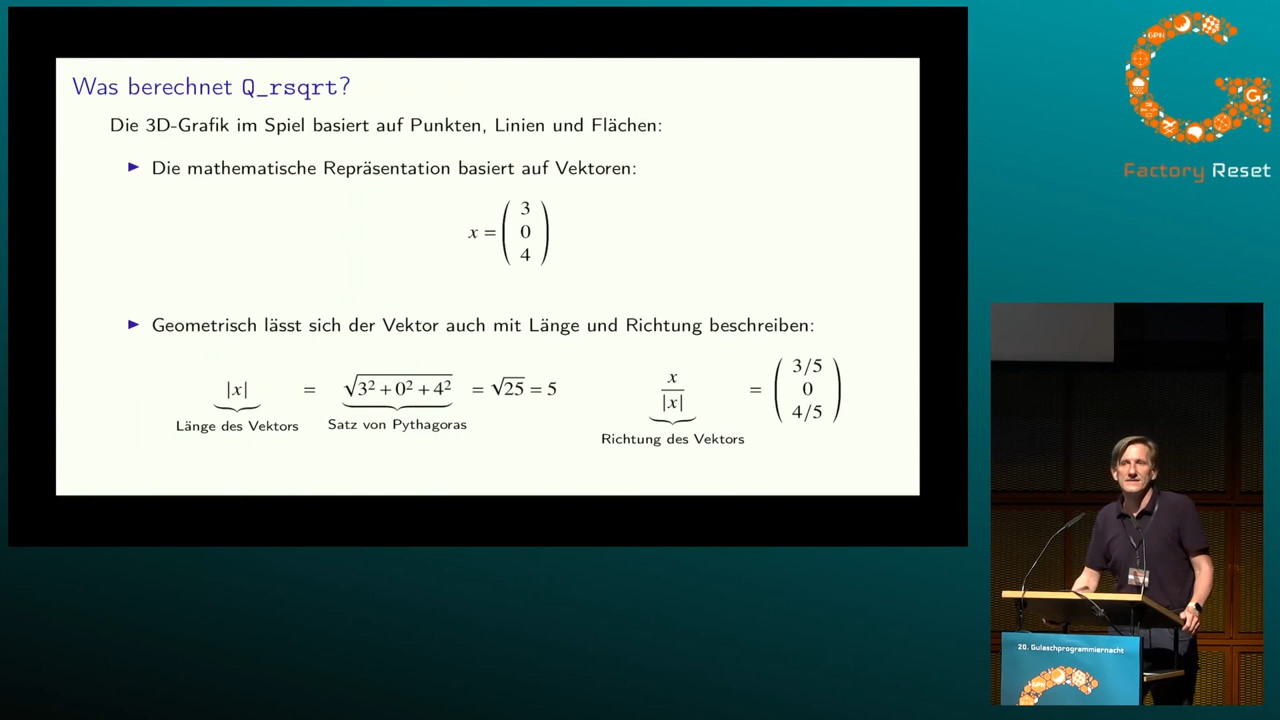 Was berechnet Q_rsqrt?
Die 3D-Grafik im Spiel basiert auf Punkten, Linien und Flächen:
▶ Die mathematische Repräsentation basiert auf Vektoren:
x = ( 3 0 4 )
▶ Geometrisch lässt sich der Vektor auch mit Länge und Richtung beschreiben:
|x| = √(3² + 0² + 4²) = √25 = 5
Länge des Vektors
Satz von Pythagoras
x / |x| = ( 3/5 0 4/5 )
Richtung des Vektors
GPN
Factory Reset
20. Gulaschprogrammiernacht